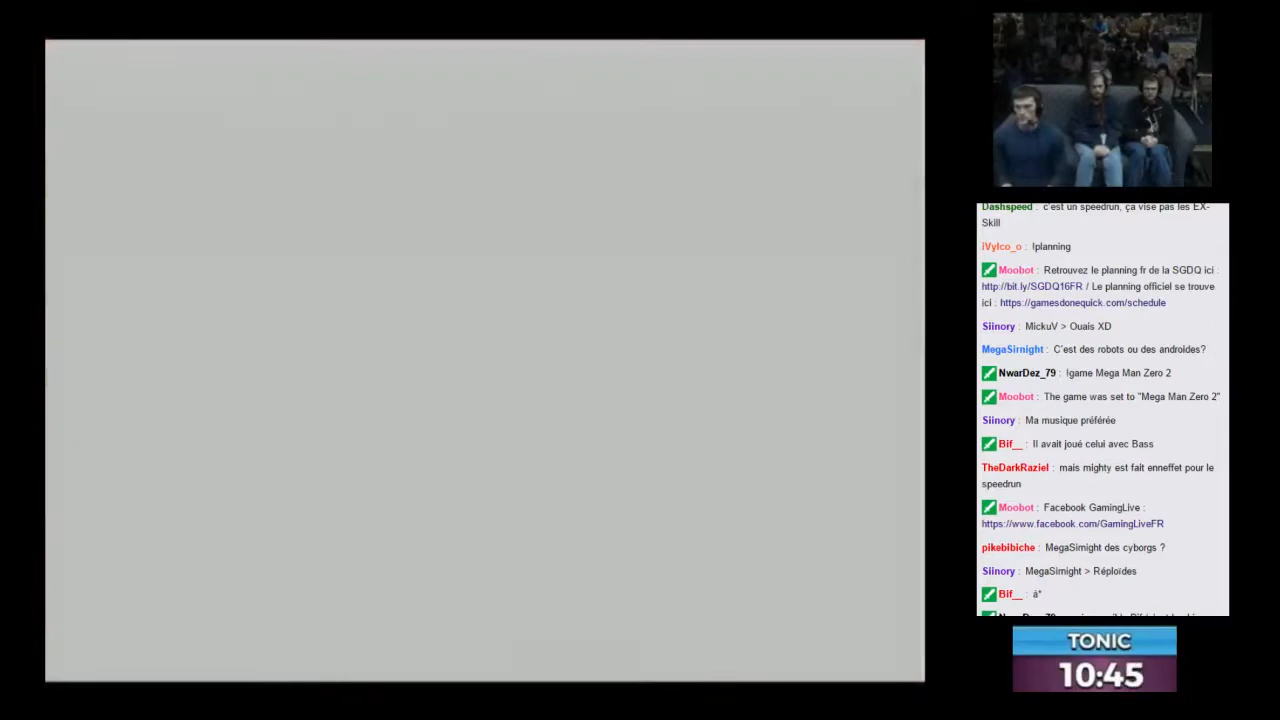 Dashspeed : c'est un speedrun, ça vise pas les EX-
Skill
iVyIco_o : !planning
Moobot : Retrouvez le planning fr de la SGDQ ici :
http://bit.ly/SGDQ16FR / Le planning officiel se trouve
ici : https://gamesdonequick.com/schedule
Siinory : MickuV > Ouais XD
MegaSirnight : C'est des robots ou des androides?
NwarDez_79 : !game Mega Man Zero 2
Moobot : The game was set to "Mega Man Zero 2"
Siinory : Ma musique préférée
Bif__ : Il avait joué celui avec Bass
TheDarkRaziel : mais mighty est fait enneffet pour le
speedrun
Moobot : Facebook GamingLive :
https://www.facebook.com/GamingLiveFR
pikebibiche : MegaSirnight des cyborgs ?
Siinory : MegaSirnight > Réploïdes
Bif__ : à*
TONIC
10:45